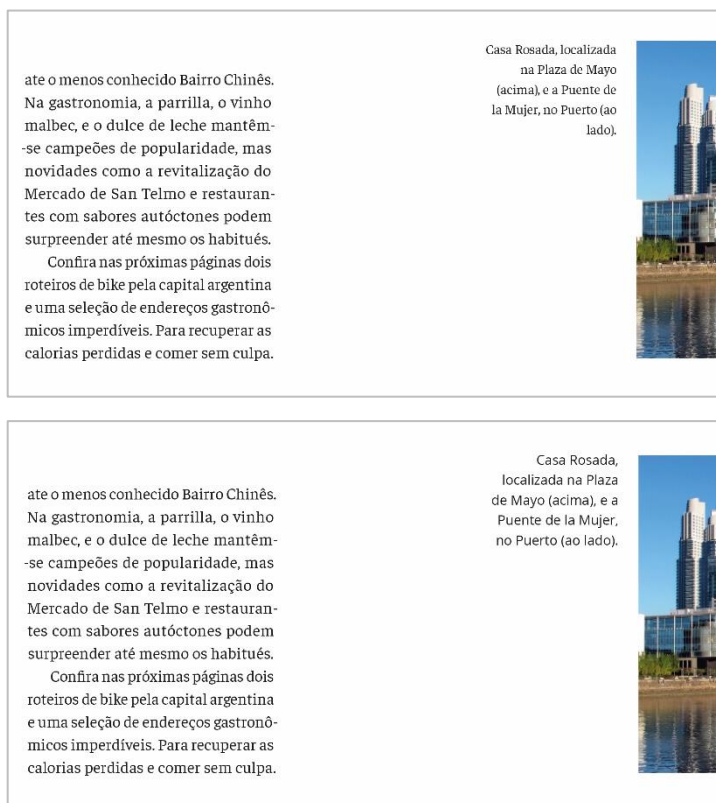 ate o menos conhecido Bairro Chinês.
Na gastronomia, a parrilla, o vinho
malbec, e o dulce de leche mantêm-
-se campeões de popularidade, mas
novidades como a revitalização do
Mercado de San Telmo e restauran-
tes com sabores autóctones podem
surpreender até mesmo os habitués.
Confira nas próximas páginas dois
roteiros de bike pela capital argentina
e uma seleção de endereços gastronô-
micos imperdíveis. Para recuperar as
calorias perdidas e comer sem culpa.
Casa Rosada, localizada
na Plaza de Mayo
(acima), e a Puente de
la Mujer, no Puerto (ao
lado).
ate o menos conhecido Bairro Chinês.
Na gastronomia, a parrilla, o vinho
malbec, e o dulce de leche mantêm-
-se campeões de popularidade, mas
novidades como a revitalização do
Mercado de San Telmo e restauran-
tes com sabores autóctones podem
surpreender até mesmo os habitués.
Confira nas próximas páginas dois
roteiros de bike pela capital argentina
e uma seleção de endereços gastronô-
micos imperdíveis. Para recuperar as
calorias perdidas e comer sem culpa.
Casa Rosada,
localizada na Plaza
de Mayo (acima), e a
Puente de la Mujer,
no Puerto (ao lado).